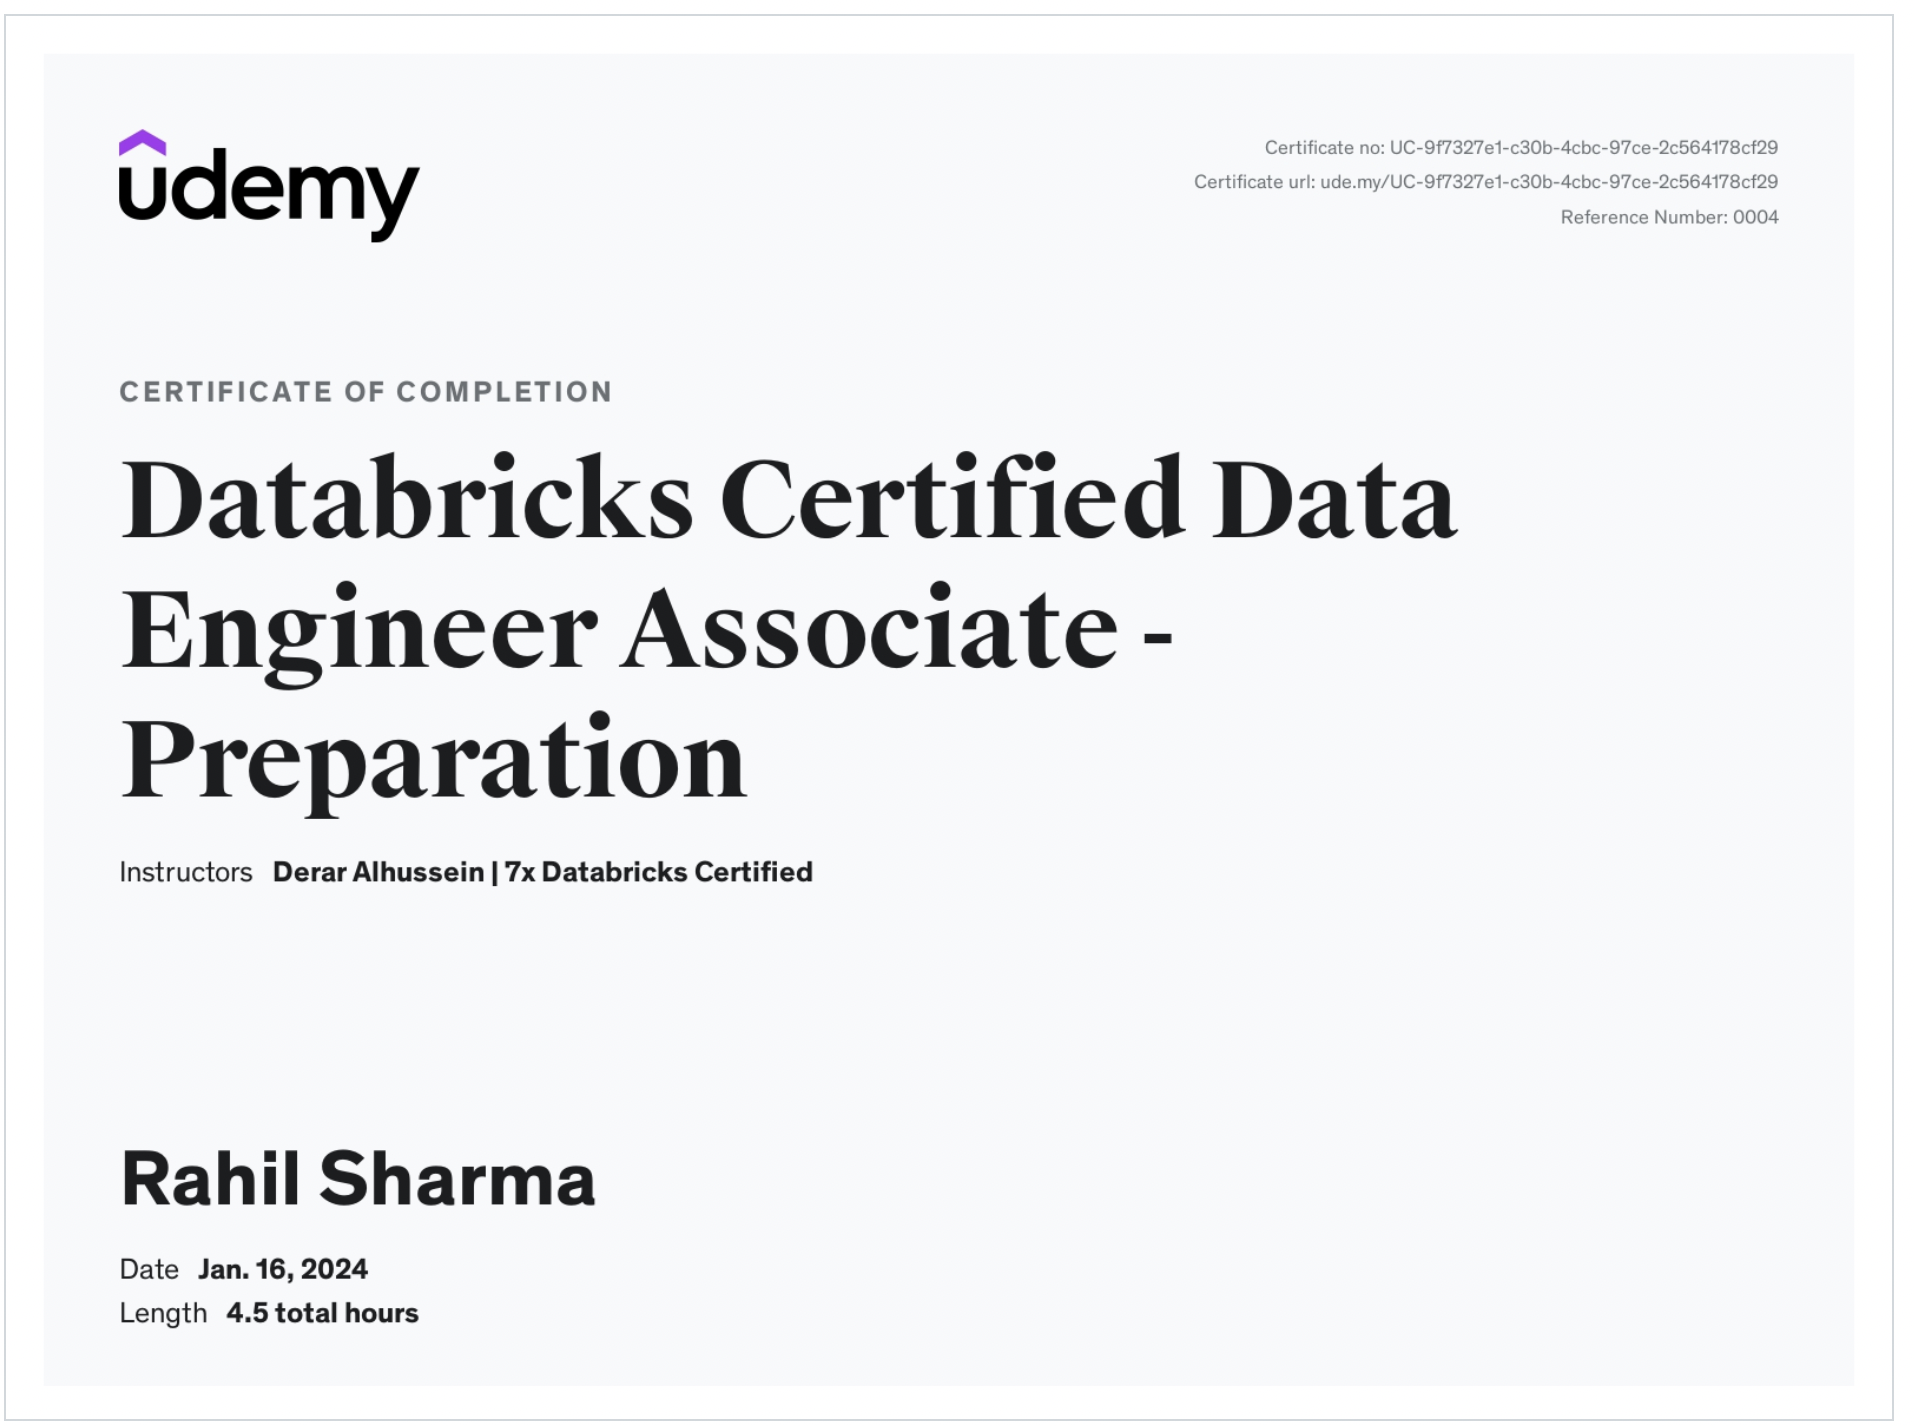 udemy
Certificate no: UC-9f7327e1-c30b-4cbc-97ce-2c564178cf29
Certificate url: ude.my/UC-9f7327e1-c30b-4cbc-97ce-2c564178cf29
Reference Number: 0004
CERTIFICATE OF COMPLETION
Databricks Certified Data
Engineer Associate -
Preparation
Instructors Derar Alhussein | 7x Databricks Certified
Rahil Sharma
Date Jan. 16, 2024
Length 4.5 total hours